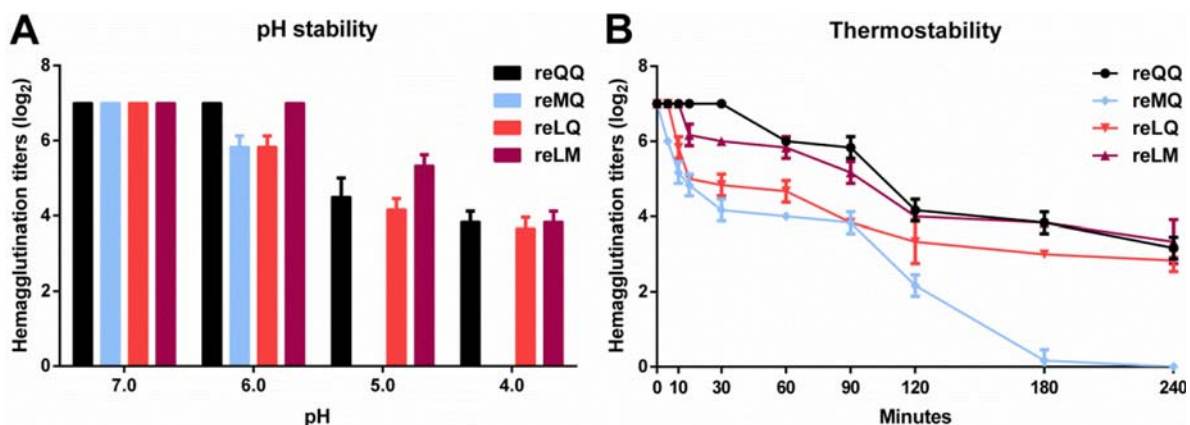 A
pH stability
Hemagglutination titers (log2)
8
6
4
2
0
7.0 6.0 5.0 4.0
pH
reQQ
reMQ
reLQ
reLM
B
Thermostability
Hemagglutination titers (log2)
8
6
4
2
0
0 10 30 60 90 120 180 240
Minutes
reQQ
reMQ
reLQ
reLM